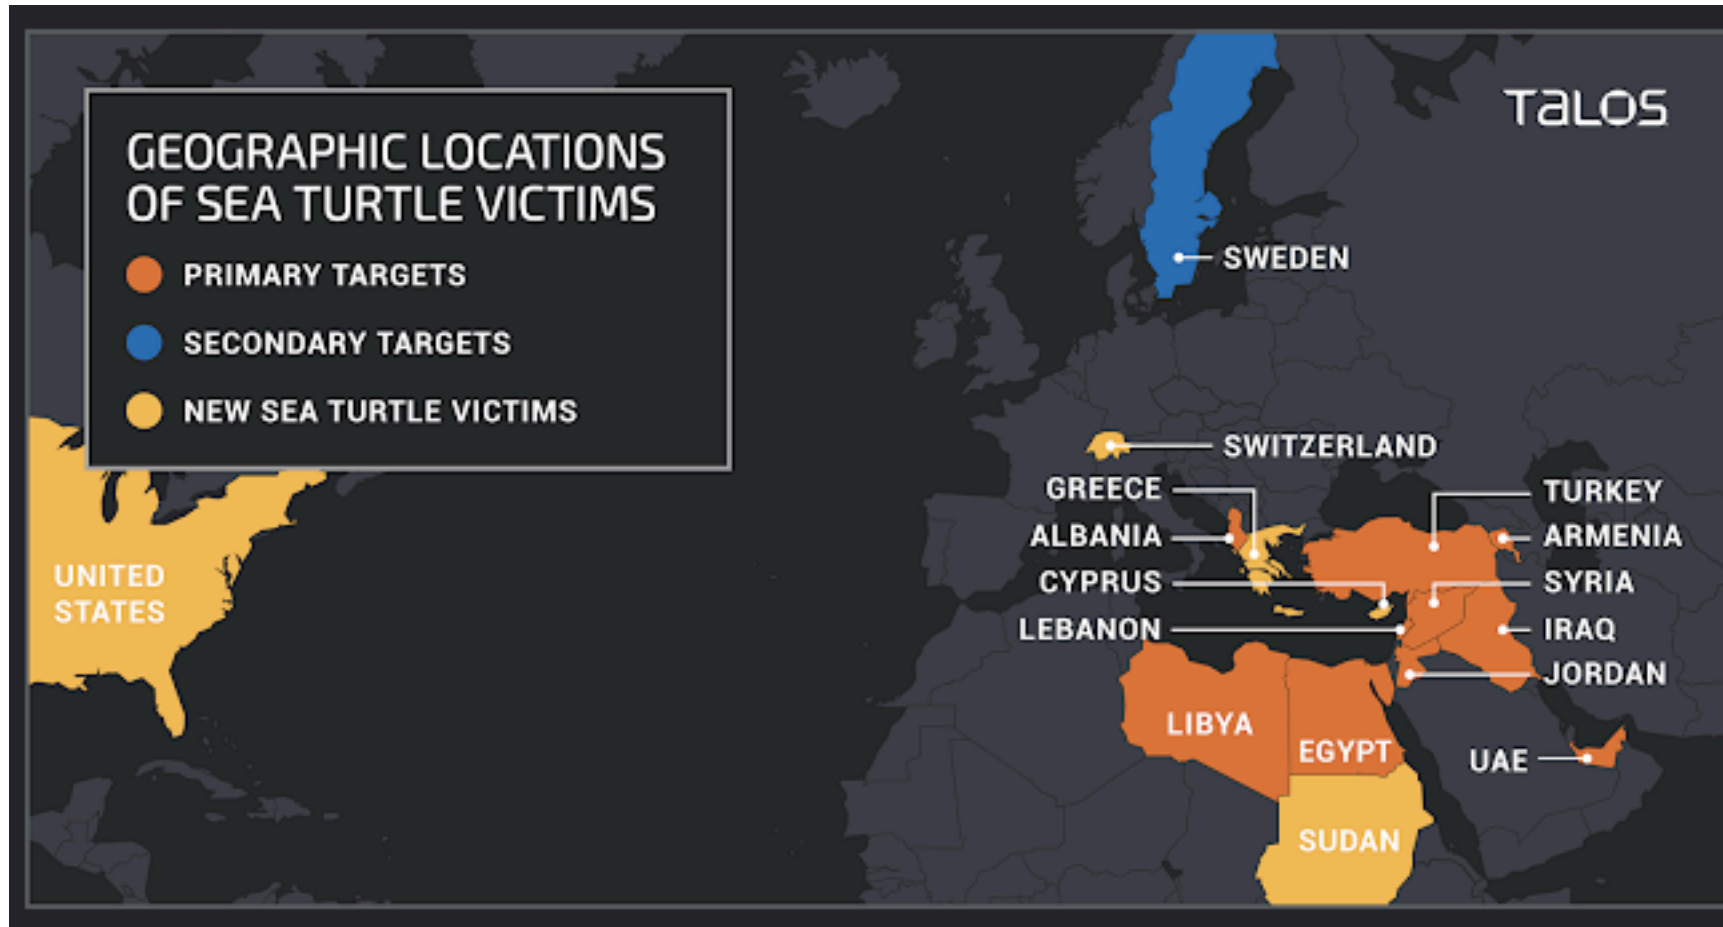 TALOS
GEOGRAPHIC LOCATIONS
OF SEA TURTLE VICTIMS
PRIMARY TARGETS
SECONDARY TARGETS
NEW SEA TURTLE VICTIMS
SWEDEN
SWITZERLAND
GREECE
TURKEY
ALBANIA
ARMENIA
CYPRUS
SYRIA
LEBANON
IRAQ
JORDAN
UNITED
STATES
LIBYA
EGYPT
UAE
SUDAN